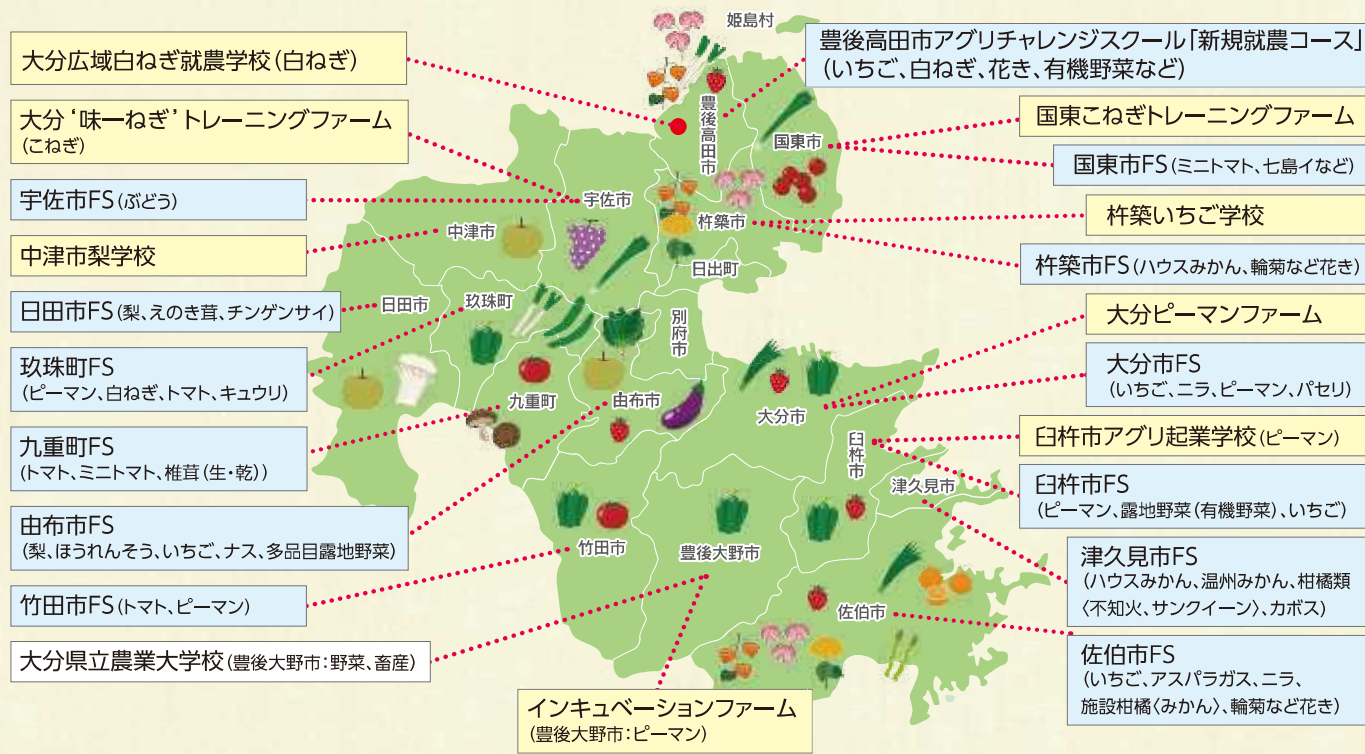 大分広域白ねぎ就農学校(白ねぎ)
大分‘味一ねぎ’トレーニングファーム
(こねぎ)
宇佐市FS(ぶどう)
中津市梨学校
日田市FS(梨、えのき茸、チンゲンサイ)
玖珠町FS
(ピーマン、白ねぎ、トマト、キュウリ)
九重町FS
(トマト、ミニトマト、椎茸(生・乾))
由布市FS
(梨、ほうれんそう、いちご、ナス、多品目露地野菜)
竹田市FS(トマト、ピーマン)
大分県立農業大学校(豊後大野市:野菜、畜産)
インキュベーションファーム
(豊後大野市:ピーマン)
姫島村
豊後高田市
国東市
宇佐市
杵築市
中津市
日出町
日田市
玖珠町
別府市
九重町
由布市
大分市
臼杵市
津久見市
竹田市
豊後大野市
佐伯市
豊後高田市アグリチャレンジスクール「新規就農コース」
(いちご、白ねぎ、花き、有機野菜など)
国東こねぎトレーニングファーム
国東市FS(ミニトマト、七島イなど)
杵築いちご学校
杵築市FS(ハウスみかん、輪菊など花き)
大分ピーマンファーム
大分市FS
(いちご、ニラ、ピーマン、パセリ)
臼杵市アグリ起業学校(ピーマン)
臼杵市FS
(ピーマン、露地野菜(有機野菜)、いちご)
津久見市FS
(ハウスみかん、温州みかん、柑橘類
〈不知火、サンクイーン〉、カボス)
佐伯市FS
(いちご、アスパラガス、ニラ、
施設柑橘〈みかん〉、輪菊など花き)